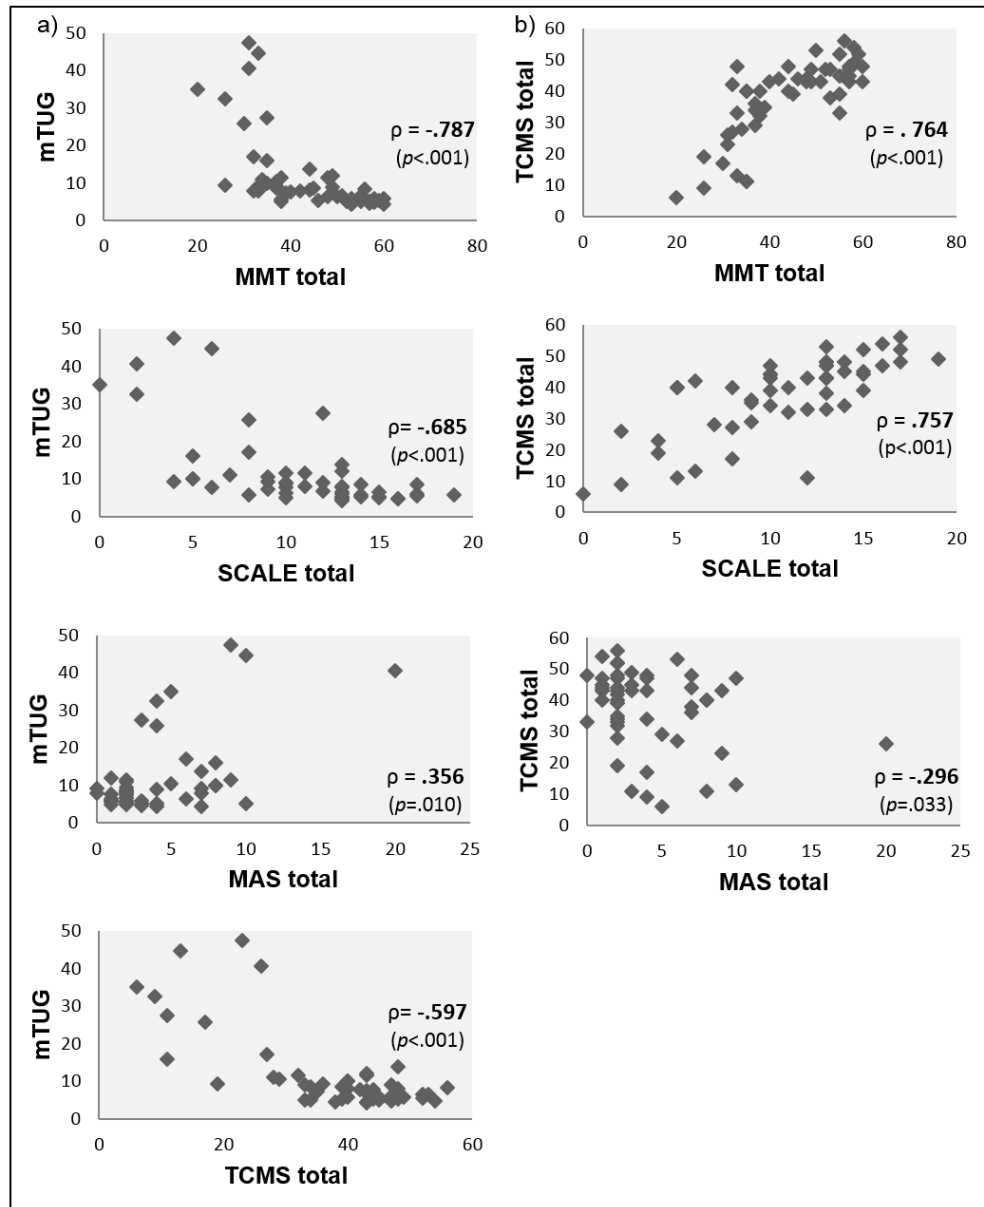 a)
50
40
30
20
10
0
mTUG
ρ = -.787
(p<.001)
0 20 40 60 80
MMT total
b)
60
50
40
30
20
10
0
TCMS total
ρ = . 764
(p<.001)
0 20 40 60 80
MMT total
50
40
30
20
10
0
mTUG
ρ= -.685
(p<.001)
0 5 10 15 20
SCALE total
60
50
40
30
20
10
0
TCMS total
ρ = .757
(p<.001)
0 5 10 15 20
SCALE total
50
40
30
20
10
0
mTUG
ρ = .356
(p=.010)
0 5 10 15 20 25
MAS total
60
50
40
30
20
10
0
TCMS total
ρ = -.296
(p=.033)
0 5 10 15 20 25
MAS total
50
40
30
20
10
0
mTUG
ρ= -.597
(p<.001)
0 20 40 60
TCMS total